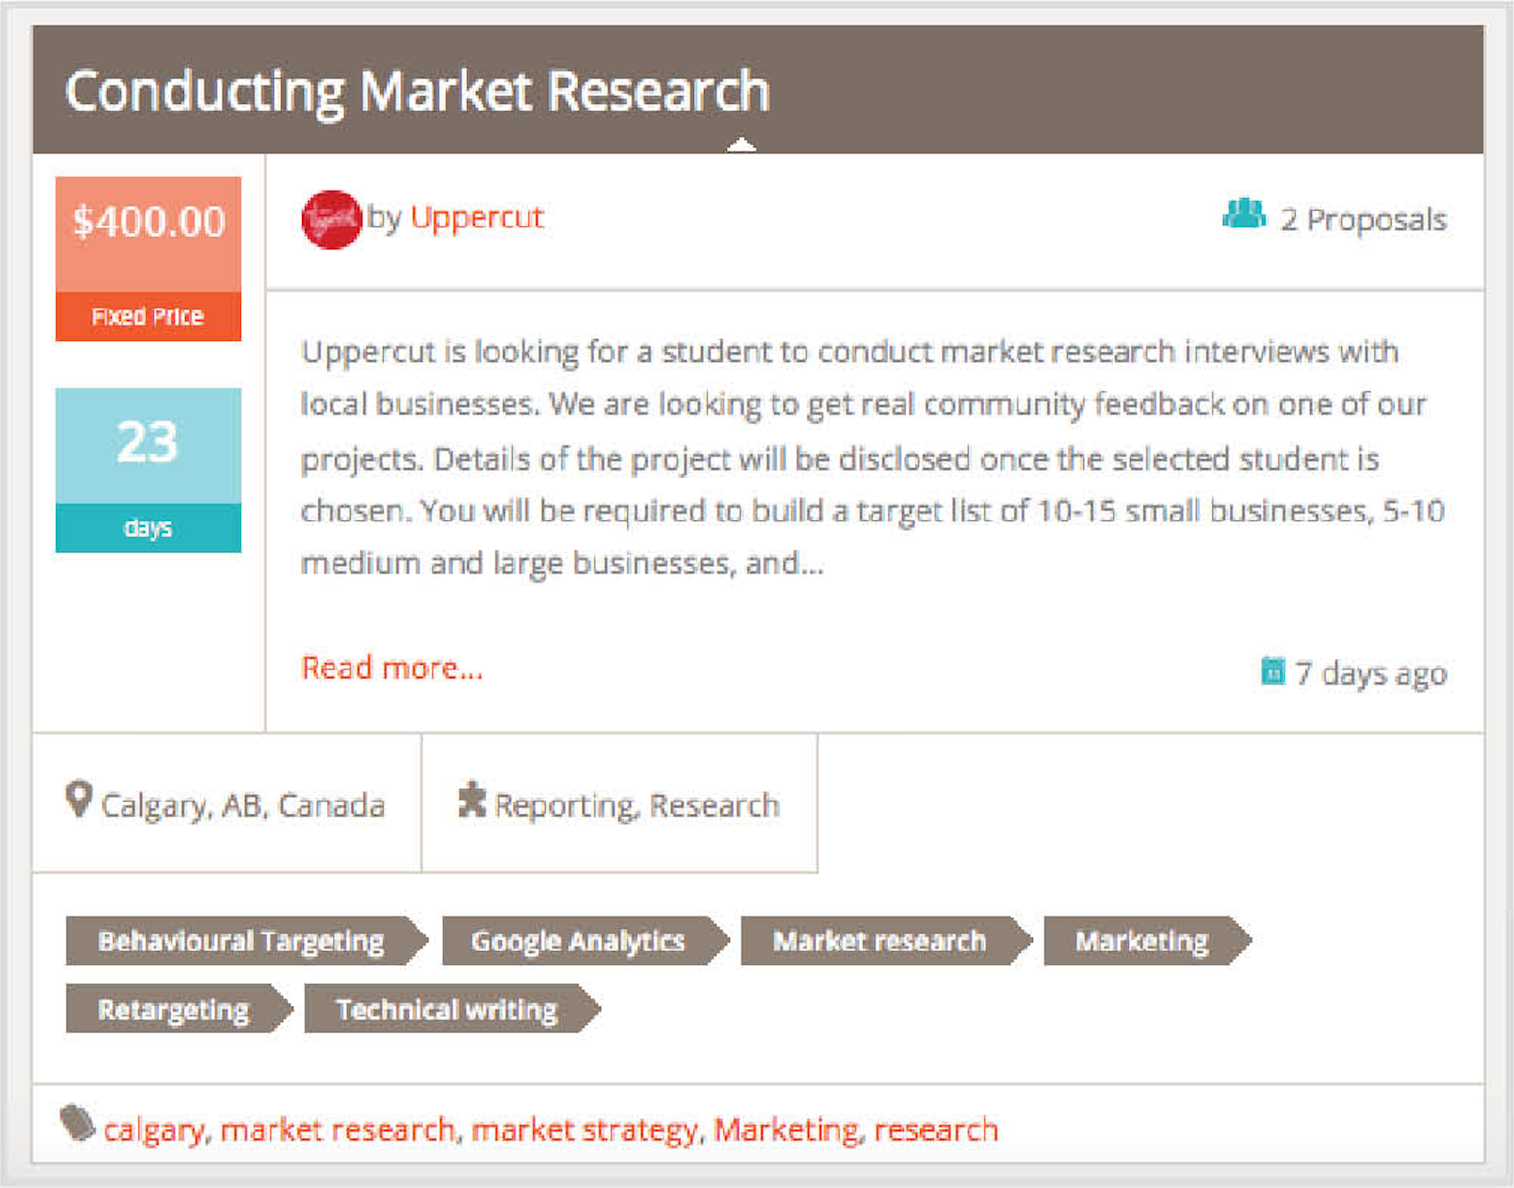 Conducting Market Research
$400.00
Fixed Price
by Uppercut
2 Proposals
23
days
Uppercut is looking for a student to conduct market research interviews with
local businesses. We are looking to get real community feedback on one of our
projects. Details of the project will be disclosed once the selected student is
chosen. You will be required to build a target list of 10-15 small businesses, 5-10
medium and large businesses, and...
Read more...
7 days ago
Calgary, AB, Canada
Reporting, Research
Behavioural Targeting
Google Analytics
Market research
Marketing
Retargeting
Technical writing
calgary, market research, market strategy, Marketing, research